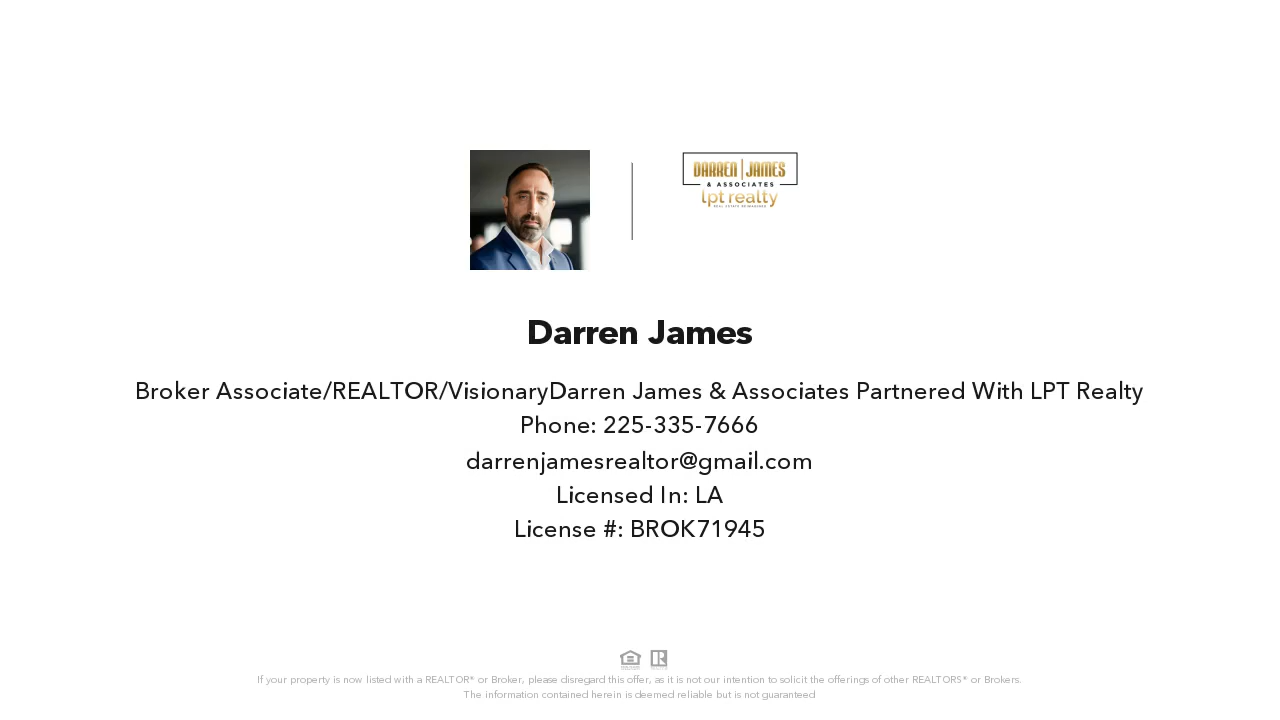 DARREN | JAMES
& ASSOCIATES
lpt realty
REAL ESTATE REIMAGINED
Darren James
Broker Associate/REALTOR/VisionaryDarren James & Associates Partnered With LPT Realty
Phone: 225-335-7666
darrenjamesrealtor@gmail.com
Licensed In: LA
License #: BROK71945
If your property is now listed with a REALTOR® or Broker, please disregard this offer, as it is not our intention to solicit the offerings of other REALTORS® or Brokers.
The information contained herein is deemed reliable but is not guaranteed